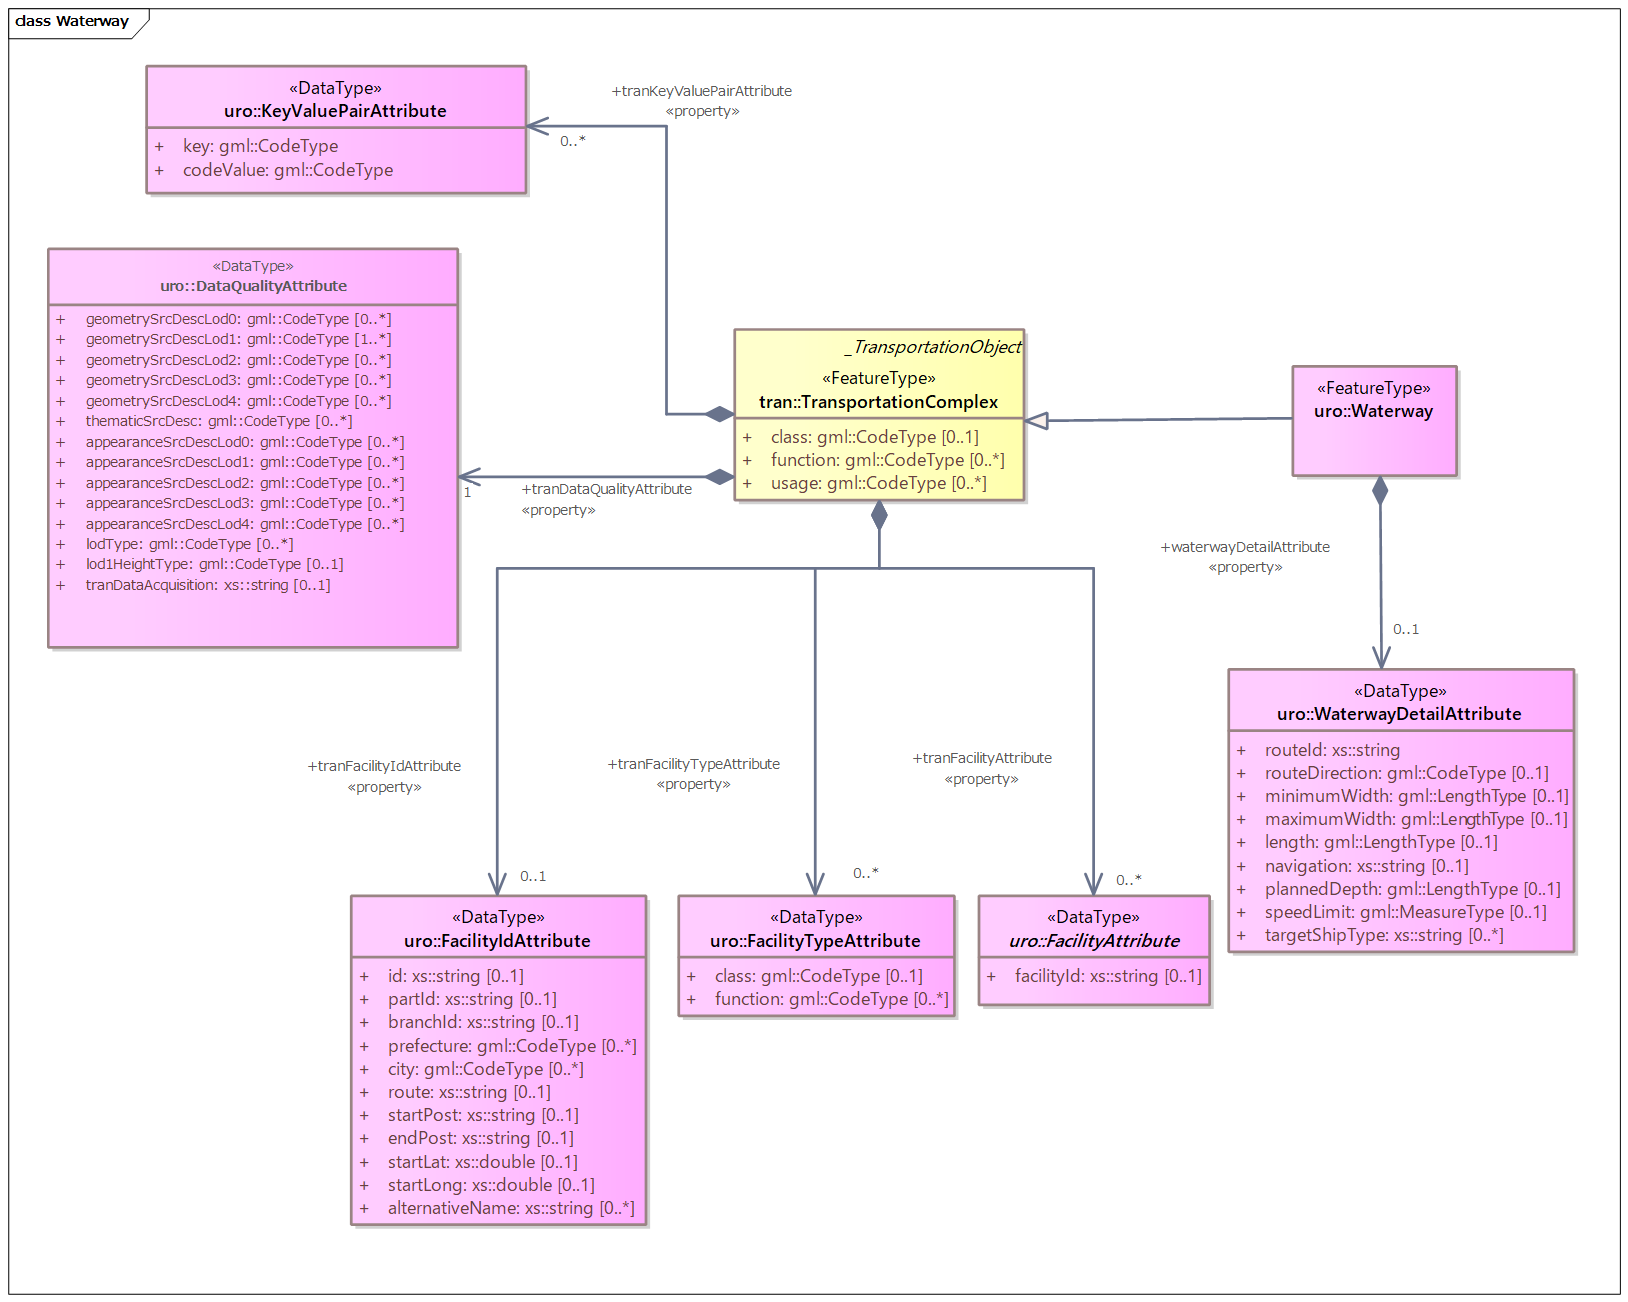 class Waterway
«DataType»
uro::KeyValuePairAttribute
+ key: gml::CodeType
+ codeValue: gml::CodeType
+tranKeyValuePairAttribute
«property»
0..*
«DataType»
uro::DataQualityAttribute
+ geometrySrcDescLod0: gml::CodeType [0..*]
+ geometrySrcDescLod1: gml::CodeType [1..*]
+ geometrySrcDescLod2: gml::CodeType [0..*]
+ geometrySrcDescLod3: gml::CodeType [0..*]
+ geometrySrcDescLod4: gml::CodeType [0..*]
+ thematicSrcDesc: gml::CodeType [0..*]
+ appearanceSrcDescLod0: gml::CodeType [0..*]
+ appearanceSrcDescLod1: gml::CodeType [0..*]
+ appearanceSrcDescLod2: gml::CodeType [0..*]
+ appearanceSrcDescLod3: gml::CodeType [0..*]
+ appearanceSrcDescLod4: gml::CodeType [0..*]
+ lodType: gml::CodeType [0..*]
+ lod1HeightType: gml::CodeType [0..1]
+ tranDataAcquisition: xs::string [0..1]
1
+tranDataQualityAttribute
«property»
_TransportationObject
«FeatureType»
tran::TransportationComplex
+ class: gml::CodeType [0..1]
+ function: gml::CodeType [0..*]
+ usage: gml::CodeType [0..*]
«FeatureType»
uro::Waterway
+waterwayDetailAttribute
«property»
0..1
«DataType»
uro::WaterwayDetailAttribute
+ routeId: xs::string
+ routeDirection: gml::CodeType [0..1]
+ minimumWidth: gml::LengthType [0..1]
+ maximumWidth: gml::LengthType [0..1]
+ length: gml::LengthType [0..1]
+ navigation: xs::string [0..1]
+ plannedDepth: gml::LengthType [0..1]
+ speedLimit: gml::MeasureType [0..1]
+ targetShipType: xs::string [0..*]
+tranFacilityIdAttribute
«property»
0..1
+tranFacilityTypeAttribute
«property»
0..*
+tranFacilityAttribute
«property»
0..*
«DataType»
uro::FacilityIdAttribute
+ id: xs::string [0..1]
+ partId: xs::string [0..1]
+ branchId: xs::string [0..1]
+ prefecture: gml::CodeType [0..*]
+ city: gml::CodeType [0..*]
+ route: xs::string [0..1]
+ startPost: xs::string [0..1]
+ endPost: xs::string [0..1]
+ startLat: xs::double [0..1]
+ startLong: xs::double [0..1]
+ alternativeName: xs::string [0..*]
«DataType»
uro::FacilityTypeAttribute
+ class: gml::CodeType [0..1]
+ function: gml::CodeType [0..*]
«DataType»
uro::FacilityAttribute
+ facilityId: xs::string [0..1]